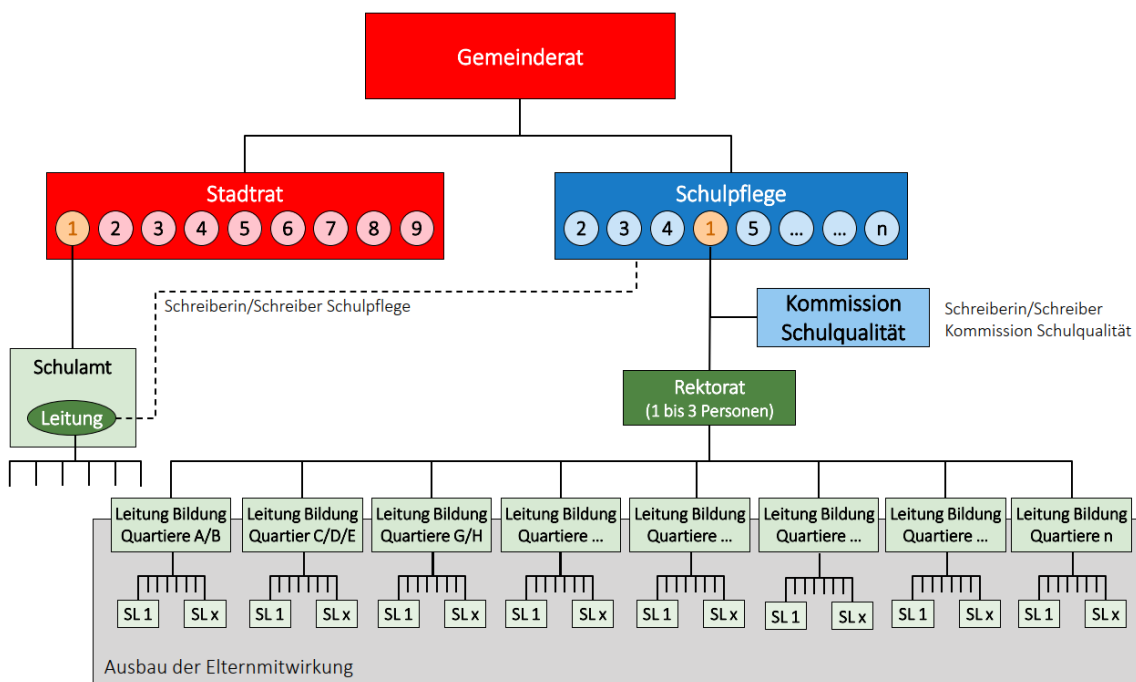 Gemeinderat
Stadtrat
1 2 3 4 5 6 7 8 9
Schulpflege
2 3 4 1 5 ... ... n
Schreiberin/Schreiber Schulpflege
Kommission
Schulqualität
Schreiberin/Schreiber
Kommission Schulqualität
Schulamt
Leitung
Rektorat
(1 bis 3 Personen)
Leitung Bildung
Quartiere A/B
Leitung Bildung
Quartier C/D/E
Leitung Bildung
Quartiere G/H
Leitung Bildung
Quartiere ...
Leitung Bildung
Quartiere ...
Leitung Bildung
Quartiere ...
Leitung Bildung
Quartiere ...
Leitung Bildung
Quartiere n
SL 1 SL x
SL 1 SL x
SL 1 SL x
SL 1 SL x
SL 1 SL x
SL 1 SL x
SL 1 SL x
SL 1 SL x
Ausbau der Elternmitwirkung